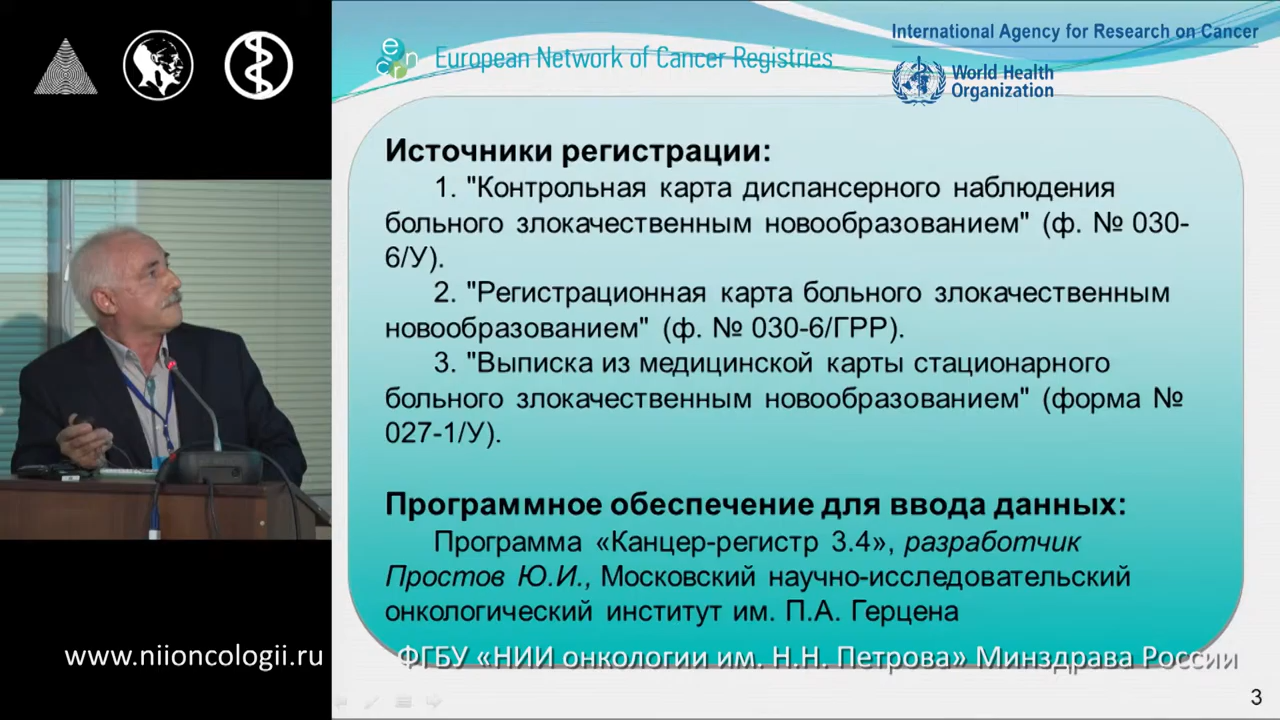 International Agency for Research on Cancer
encr European Network of Cancer Registries
World Health
Organization
Источники регистрации:
1. "Контрольная карта диспансерного наблюдения
больного злокачественным новообразованием" (ф. № 030-
6/У).
2. "Регистрационная карта больного злокачественным
новообразованием" (ф. № 030-6/ГРР).
3. "Выписка из медицинской карты стационарного
больного злокачественным новообразованием" (форма №
027-1/У).
Программное обеспечение для ввода данных:
Программа «Канцер-регистр 3.4», разработчик
Простов Ю.И., Московский научно-исследовательский
онкологический институт им. П.А. Герцена
www.niioncologii.ru
ФГБУ «НИИ онкологии им. Н.Н. Петрова» Минздрава России
3